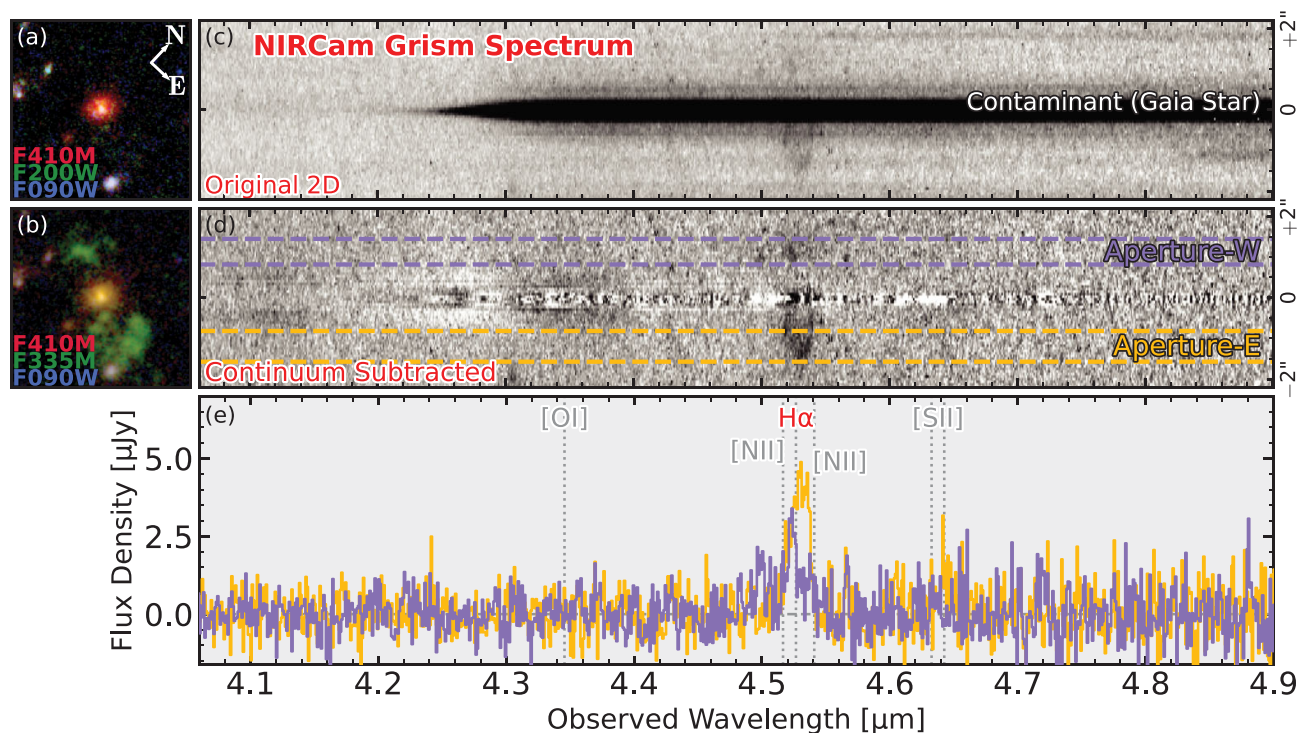 (a)
N
E
F410M
F200W
F090W
(c)
NIRCam Grism Spectrum
Contaminant (Gaia Star)
Original 2D
+2"
0
(b)
F410M
F335M
F090W
(d)
Aperture-W
Aperture-E
Continuum Subtracted
+2"
0
−2"
(e)
[OI]
Hα
[SII]
[NII]
[NII]
Flux Density [μJy]
5.0
2.5
0.0
4.1 4.2 4.3 4.4 4.5 4.6 4.7 4.8 4.9
Observed Wavelength [μm]